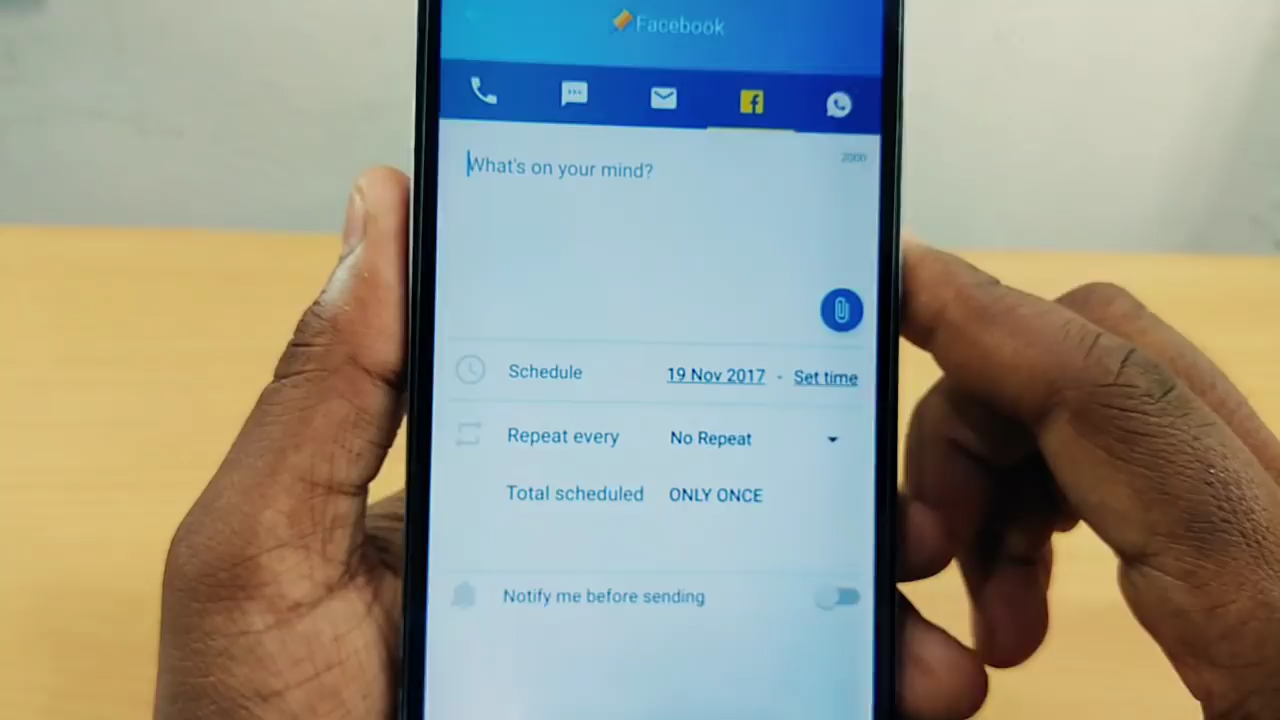 Facebook
What's on your mind?
2000
Schedule 19 Nov 2017 - Set time
Repeat every No Repeat
Total scheduled ONLY ONCE
Notify me before sending